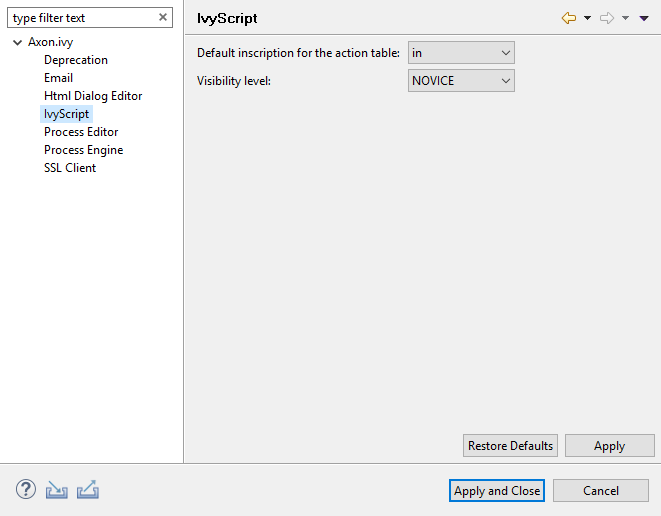 type filter text
Axon.ivy
Deprecation
Email
Html Dialog Editor
IvyScript
Process Editor
Process Engine
SSL Client
IvyScript
Default inscription for the action table: in
Visibility level: NOVICE
Restore Defaults Apply
Apply and Close Cancel